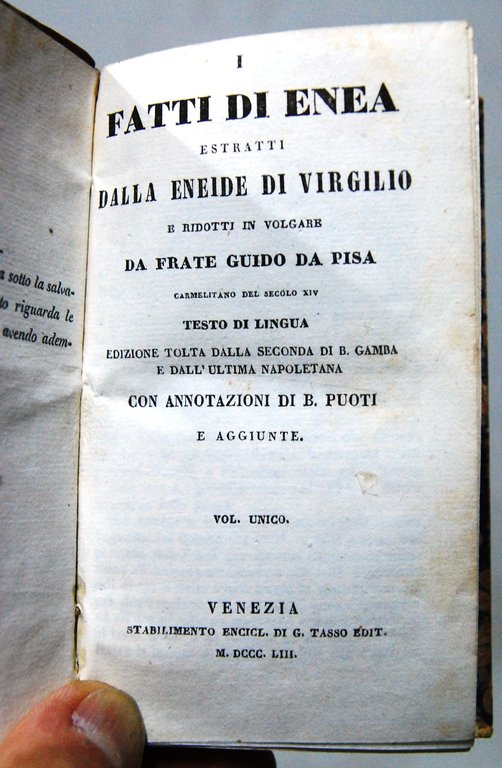 a sotto la salva-
to riguarda le
avendo adem-
I
FATTI DI ENEA
ESTRATTI
DALLA ENEIDE DI VIRGILIO
E RIDOTTI IN VOLGARE
DA FRATE GUIDO DA PISA
CARMELITANO DEL SECOLO XIV
TESTO DI LINGUA
EDIZIONE TOLTA DALLA SECONDA DI B. GAMBA
E DALL'ULTIMA NAPOLETANA
CON ANNOTAZIONI DI B. PUOTI
E AGGIUNTE.
VOL. UNICO.
VENEZIA
STABILIMENTO ENCICL. DI G. TASSO EDIT.
M. DCCC. LIII.